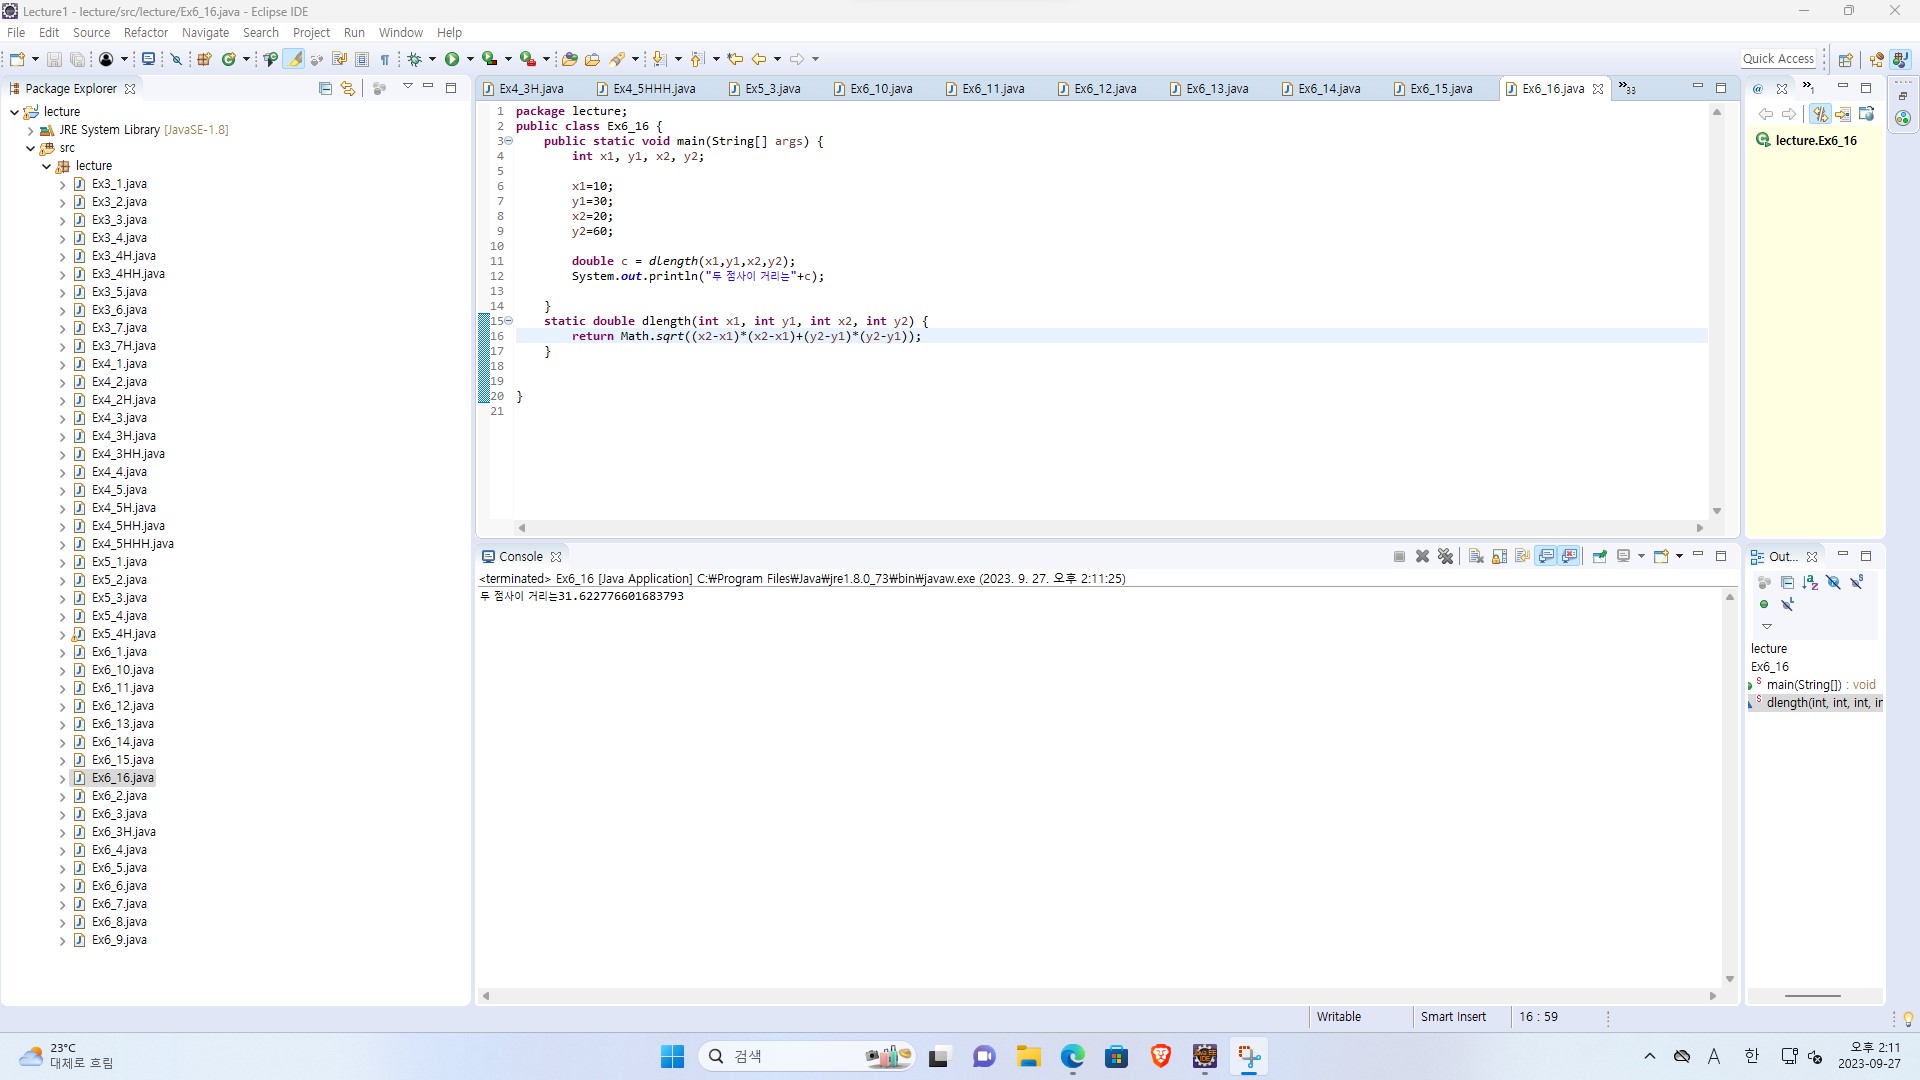 Lecture1 - lecture/src/lecture/Ex6_16.java - Eclipse IDE
File Edit Source Refactor Navigate Search Project Run Window Help
Quick Access
Package Explorer
lecture
JRE System Library [JavaSE-1.8]
src
lecture
Ex3_1.java
Ex3_2.java
Ex3_3.java
Ex3_4.java
Ex3_4H.java
Ex3_4HH.java
Ex3_5.java
Ex3_6.java
Ex3_7.java
Ex3_7H.java
Ex4_1.java
Ex4_2.java
Ex4_2H.java
Ex4_3.java
Ex4_3H.java
Ex4_3HH.java
Ex4_4.java
Ex4_5.java
Ex4_5H.java
Ex4_5HH.java
Ex4_5HHH.java
Ex5_1.java
Ex5_2.java
Ex5_3.java
Ex5_4.java
Ex5_4H.java
Ex6_1.java
Ex6_10.java
Ex6_11.java
Ex6_12.java
Ex6_13.java
Ex6_14.java
Ex6_15.java
Ex6_16.java
Ex6_2.java
Ex6_3.java
Ex6_3H.java
Ex6_4.java
Ex6_5.java
Ex6_6.java
Ex6_7.java
Ex6_8.java
Ex6_9.java
Ex4_3H.java Ex4_5HHH.java Ex5_3.java Ex6_10.java Ex6_11.java Ex6_12.java Ex6_13.java Ex6_14.java Ex6_15.java Ex6_16.java »33
1 package lecture;
2 public class Ex6_16 {
3 public static void main(String[] args) {
4 int x1, y1, x2, y2;
5
6 x1=10;
7 y1=30;
8 x2=20;
9 y2=60;
10
11 double c = dlength(x1,y1,x2,y2);
12 System.out.println("두 점사이 거리는"+c);
13
14 }
15 static double dlength(int x1, int y1, int x2, int y2) {
16 return Math.sqrt((x2-x1)*(x2-x1)+(y2-y1)*(y2-y1));
17 }
18
19
20 }
21
@ »1
lecture.Ex6_16
Console
<terminated> Ex6_16 [Java Application] C:₩Program Files₩Java₩jre1.8.0_73₩bin₩javaw.exe (2023. 9. 27. 오후 2:11:25)
두 점사이 거리는31.622776601683793
Out...
lecture
Ex6_16
main(String[]) : void
dlength(int, int, int, in
Writable Smart Insert 16 : 59
23°C
대체로 흐림
검색
A 한
오후 2:11
2023-09-27